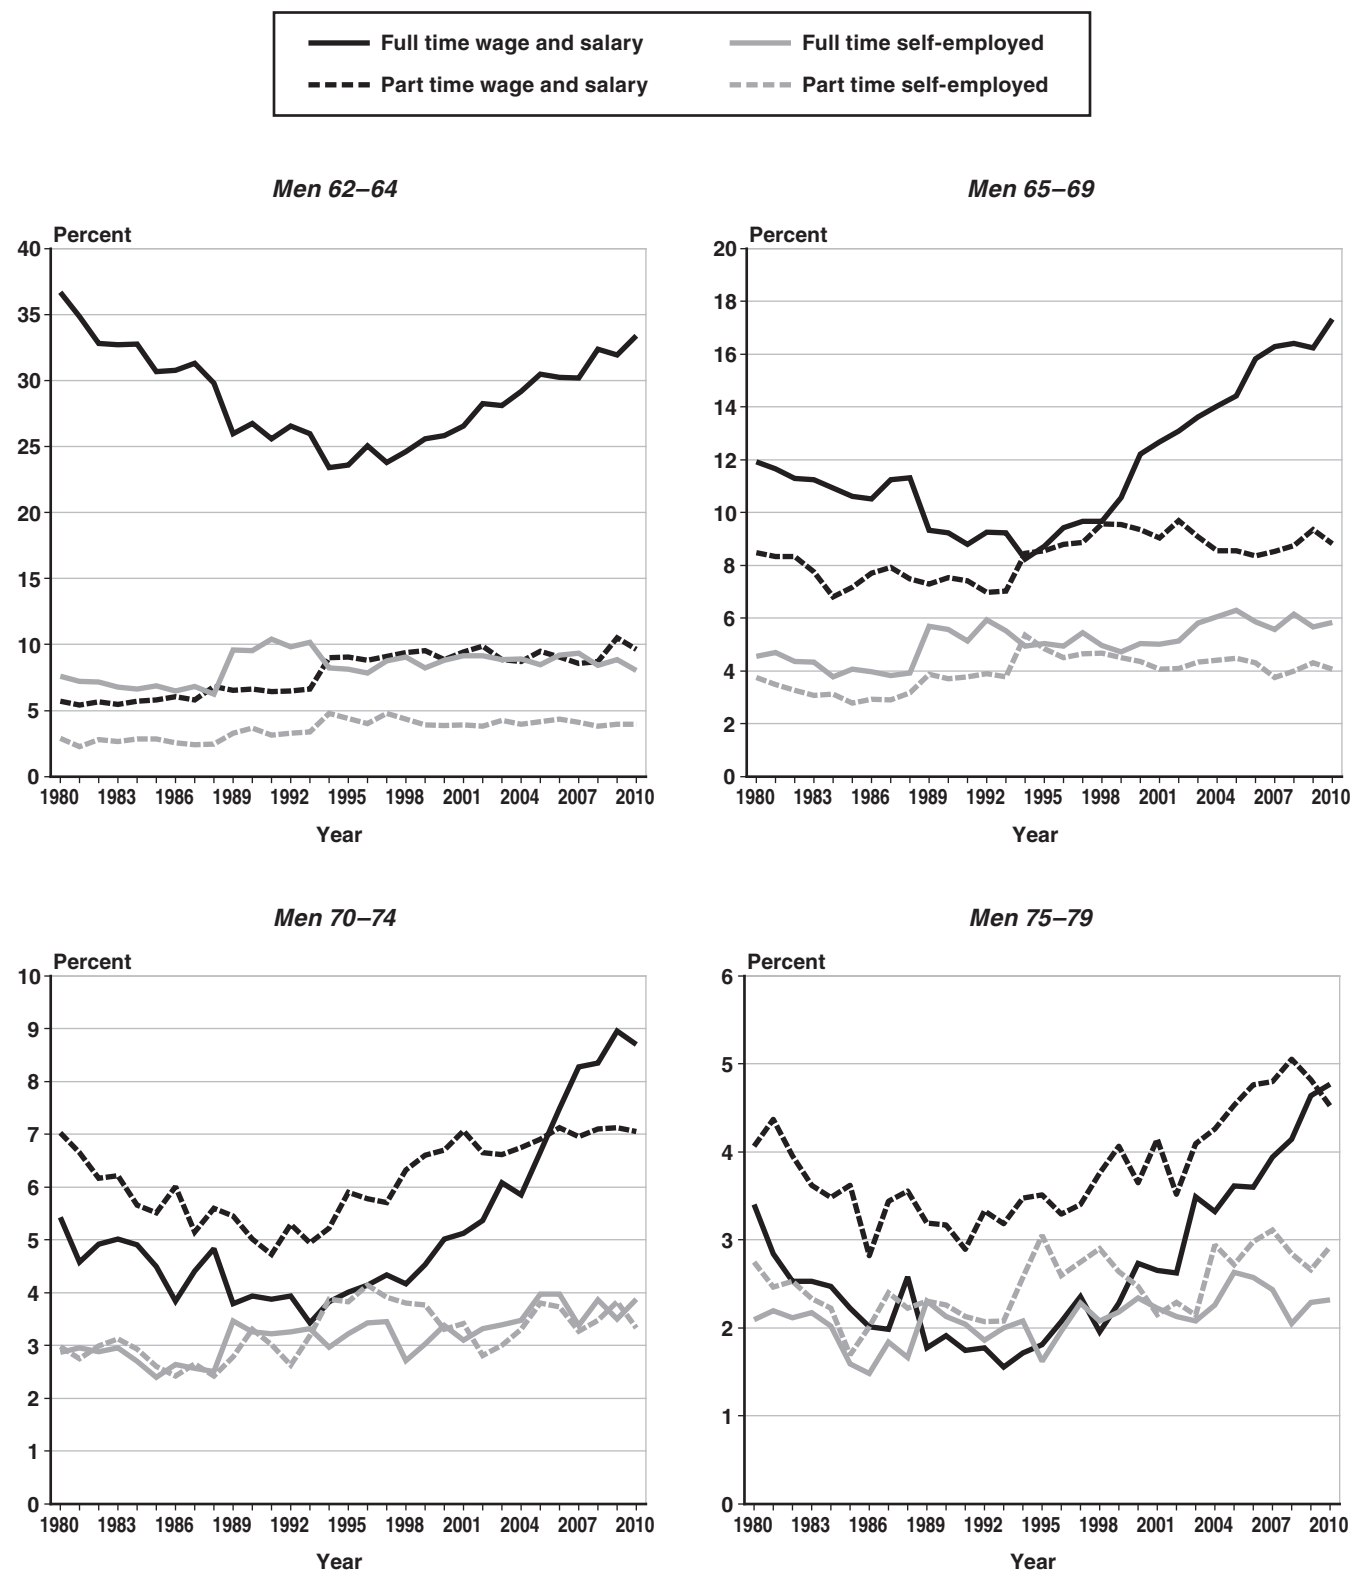 Full time wage and salary Full time self-employed
Part time wage and salary Part time self-employed
Men 62–64
Percent
40
35
30
25
20
15
10
5
0
1980 1983 1986 1989 1992 1995 1998 2001 2004 2007 2010
Year
Men 65–69
Percent
20
18
16
14
12
10
8
6
4
2
0
1980 1983 1986 1989 1992 1995 1998 2001 2004 2007 2010
Year
Men 70–74
Percent
10
9
8
7
6
5
4
3
2
1
0
1980 1983 1986 1989 1992 1995 1998 2001 2004 2007 2010
Year
Men 75–79
Percent
6
5
4
3
2
1
0
1980 1983 1986 1989 1992 1995 1998 2001 2004 2007 2010
Year